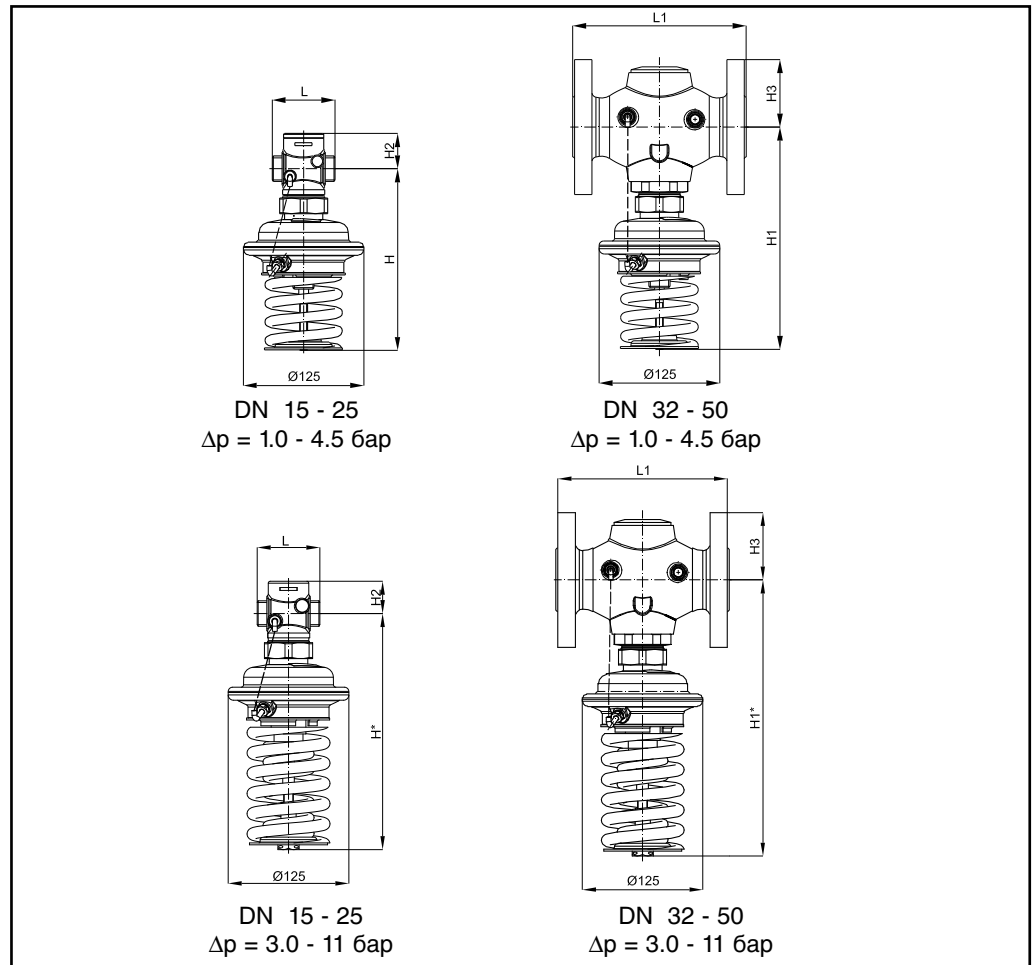 L1
H3
H1
L
H2
H
Ø125
Ø125
DN 15 - 25
Δp = 1.0 - 4.5 бар
DN 32 - 50
Δp = 1.0 - 4.5 бар
L1
H3
H1*
L
H2
H*
Ø125
Ø125
DN 15 - 25
Δp = 3.0 - 11 бар
DN 32 - 50
Δp = 3.0 - 11 бар